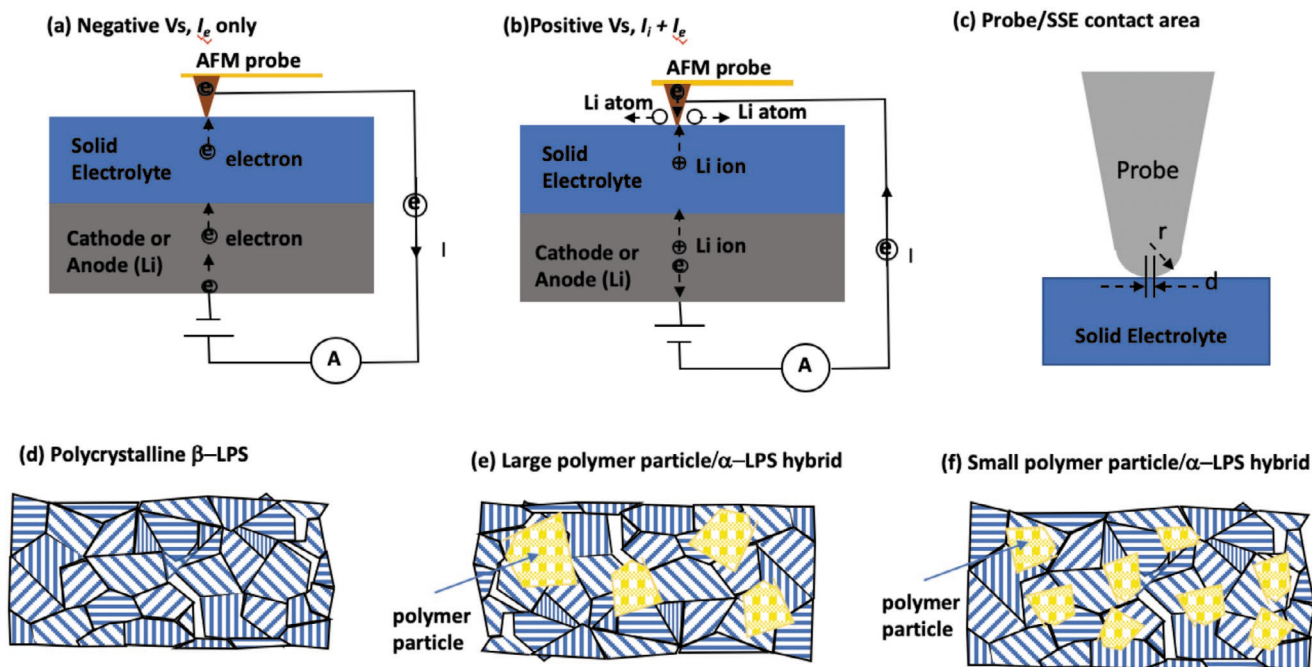 (a) Negative Vs, Ie only
AFM probe
e
Solid
Electrolyte
e electron
e
Cathode or
Anode (Li)
e electron
e
I
A
(b)Positive Vs, Ii + Ie
AFM probe
e
Li atom
Li atom
Solid
Electrolyte
+ Li ion
Cathode or
Anode (Li)
+ Li ion
e
e
I
A
(c) Probe/SSE contact area
Probe
r
d
Solid Electrolyte
(d) Polycrystalline β–LPS
(e) Large polymer particle/α–LPS hybrid
polymer
particle
(f) Small polymer particle/α–LPS hybrid
polymer
particle